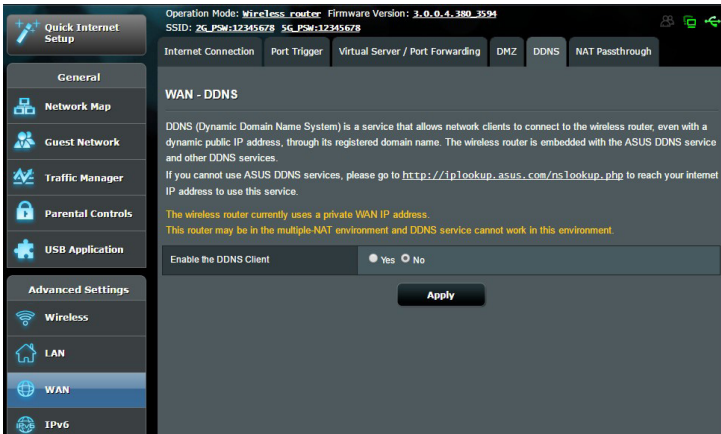 Quick Internet
Setup
General
Network Map
Guest Network
Traffic Manager
Parental Controls
USB Application
Advanced Settings
Wireless
LAN
WAN
IPv6
Operation Mode: Wireless router Firmware Version: 3.0.0.4.380_3594
SSID: 2G_PSW:12345678 5G_PSW:12345678
Internet Connection
Port Trigger
Virtual Server / Port Forwarding
DMZ
DDNS
NAT Passthrough
WAN - DDNS
DDNS (Dynamic Domain Name System) is a service that allows network clients to connect to the wireless router, even with a
dynamic public IP address, through its registered domain name. The wireless router is embedded with the ASUS DDNS service
and other DDNS services.
If you cannot use ASUS DDNS services, please go to http://iplookup.asus.com/nslookup.php to reach your internet
IP address to use this service.
The wireless router currently uses a private WAN IP address.
This router may be in the multiple-NAT environment and DDNS service cannot work in this environment.
Enable the DDNS Client
Yes No
Apply